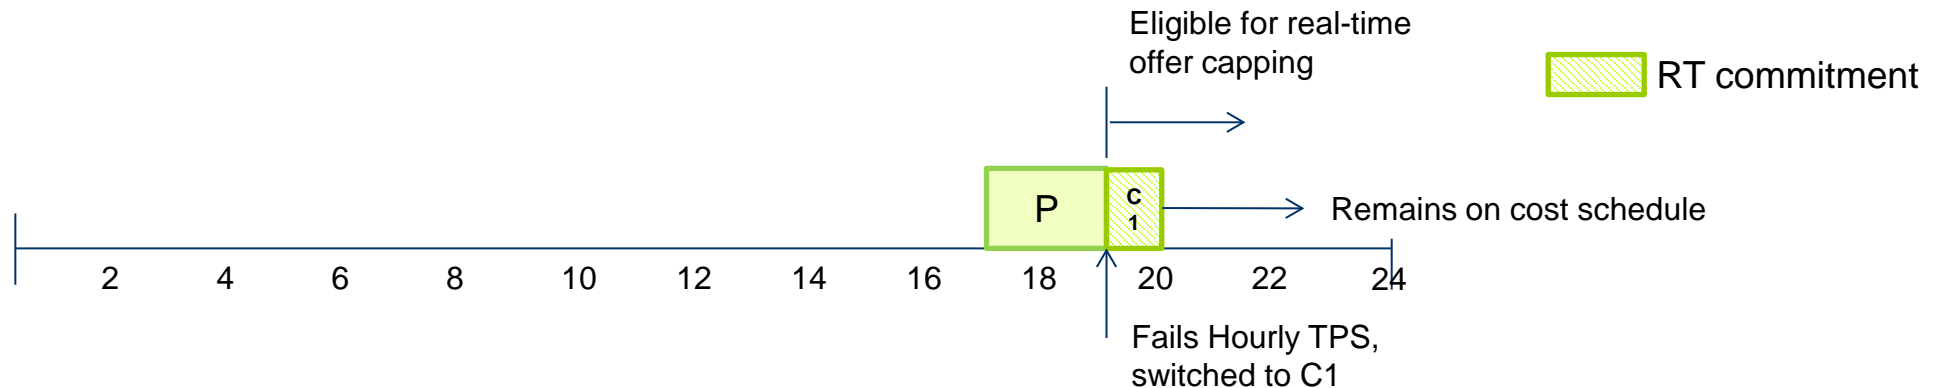 Eligible for real-time
offer capping
RT commitment
P
C
1
Remains on cost schedule
2 4 6 8 10 12 14 16 18 20 22 24
Fails Hourly TPS,
switched to C1